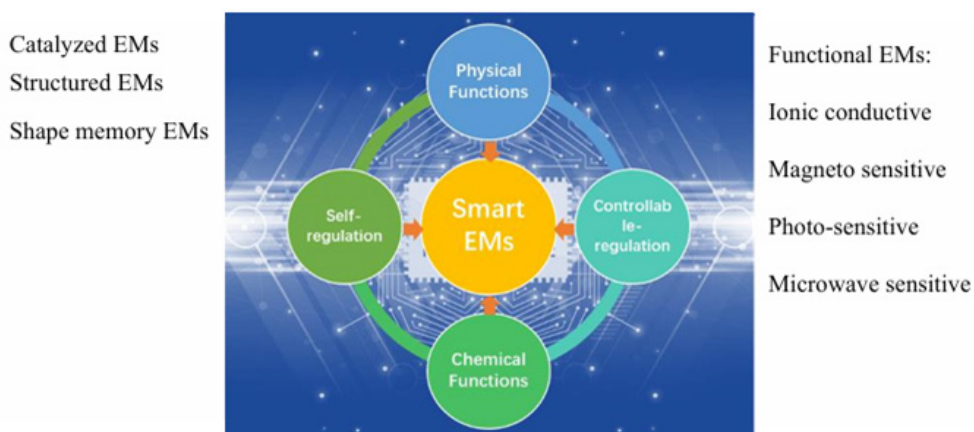 Catalyzed EMs
Structured EMs
Shape memory EMs
Physical
Functions
Self-
regulation
Smart
EMs
Controllab
le-
regulation
Chemical
Functions
Functional EMs:
Ionic conductive
Magneto sensitive
Photo-sensitive
Microwave sensitive